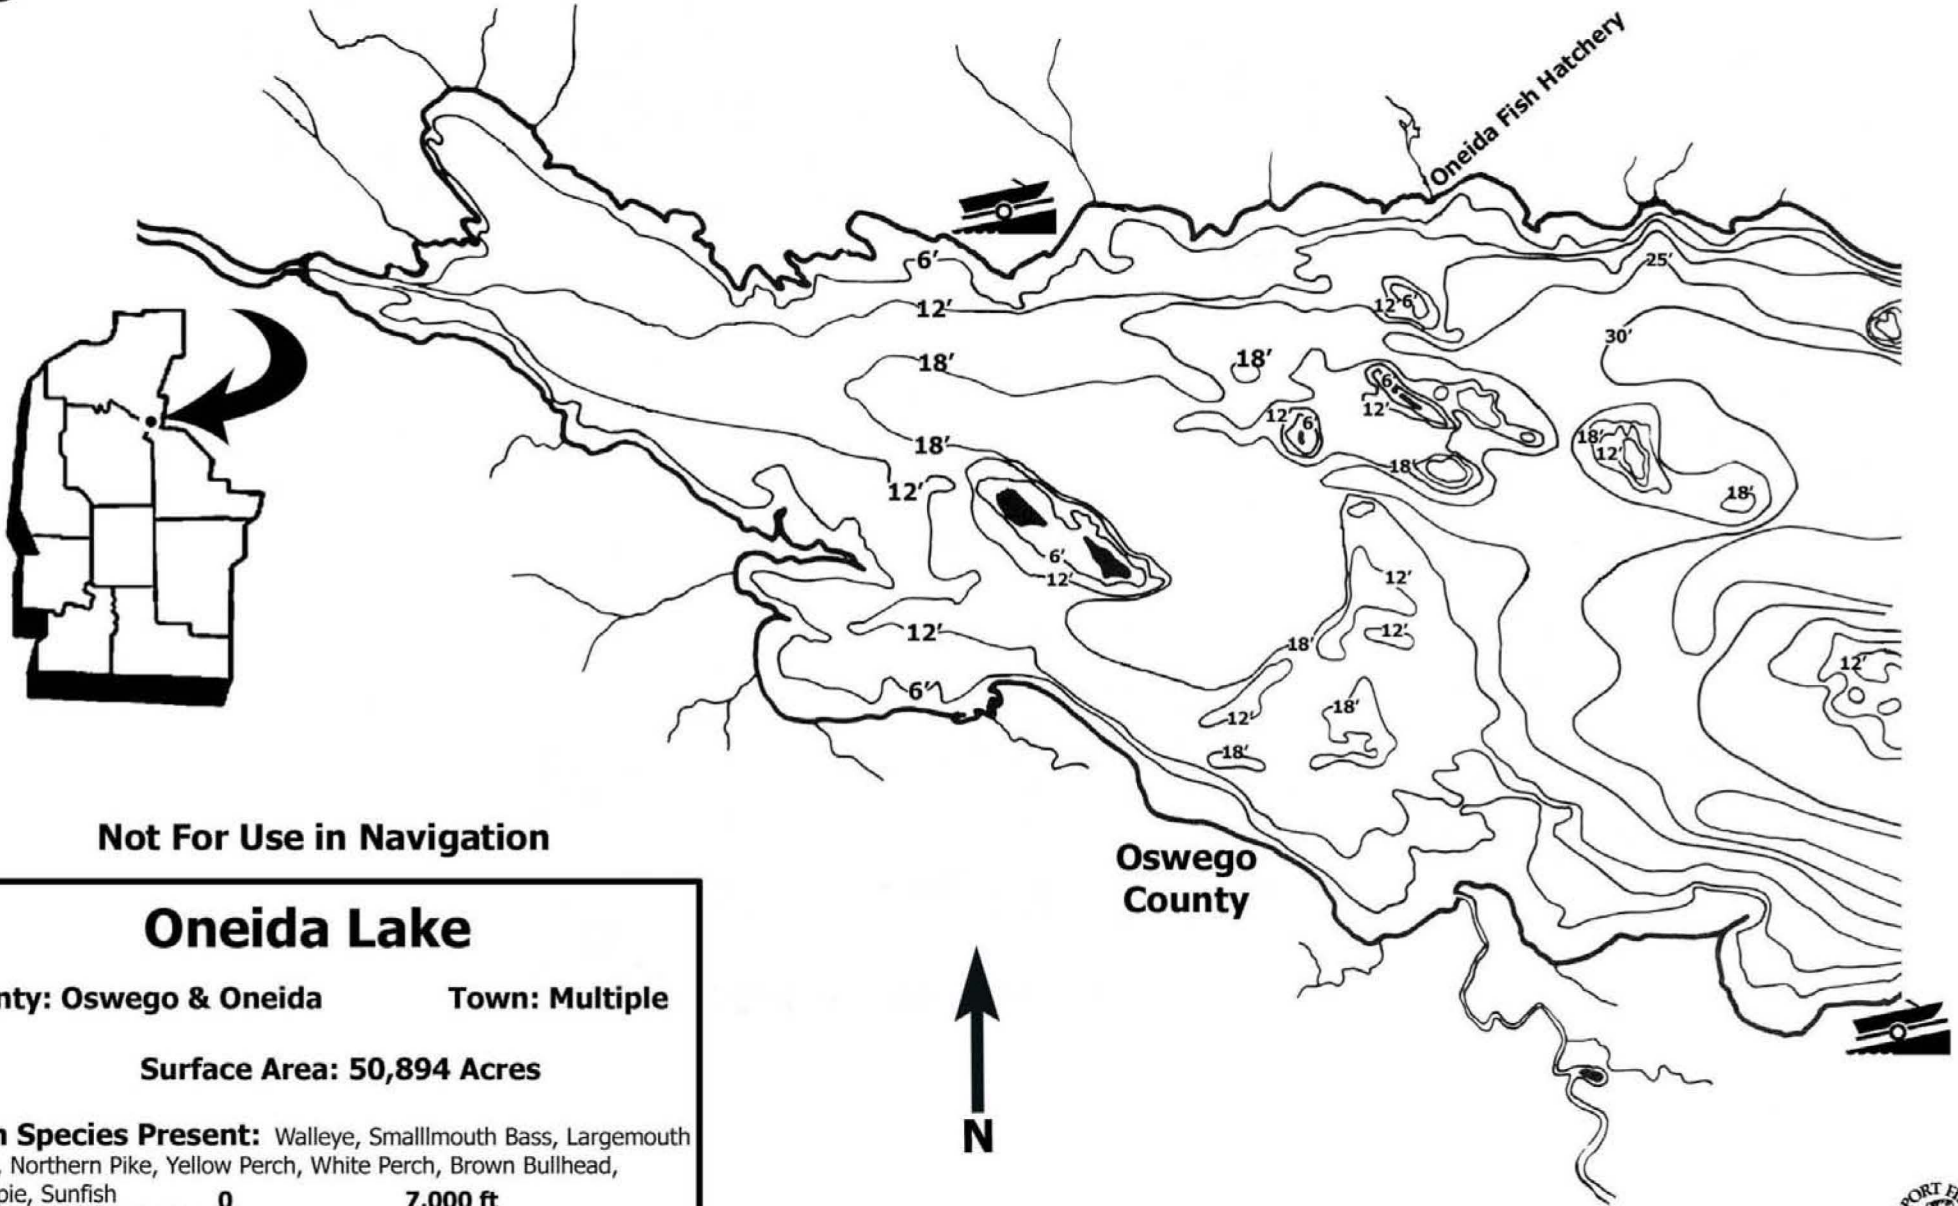 Oneida Fish Hatchery
6'
25'
12'
6'
12'
30'
18'
18'
6'
12'
12'
6'
18'
18'
12'
18'
12'
18'
6'
12'
12'
12'
12'
18'
12'
6'
18'
12'
18'
Not For Use in Navigation
Oswego
County
Oneida Lake
nty: Oswego & Oneida Town: Multiple
Surface Area: 50,894 Acres
Species Present: Walleye, Smalllmouth Bass, Largemouth
, Northern Pike, Yellow Perch, White Perch, Brown Bullhead,
pie, Sunfish
0 7,000 ft
N
PORT